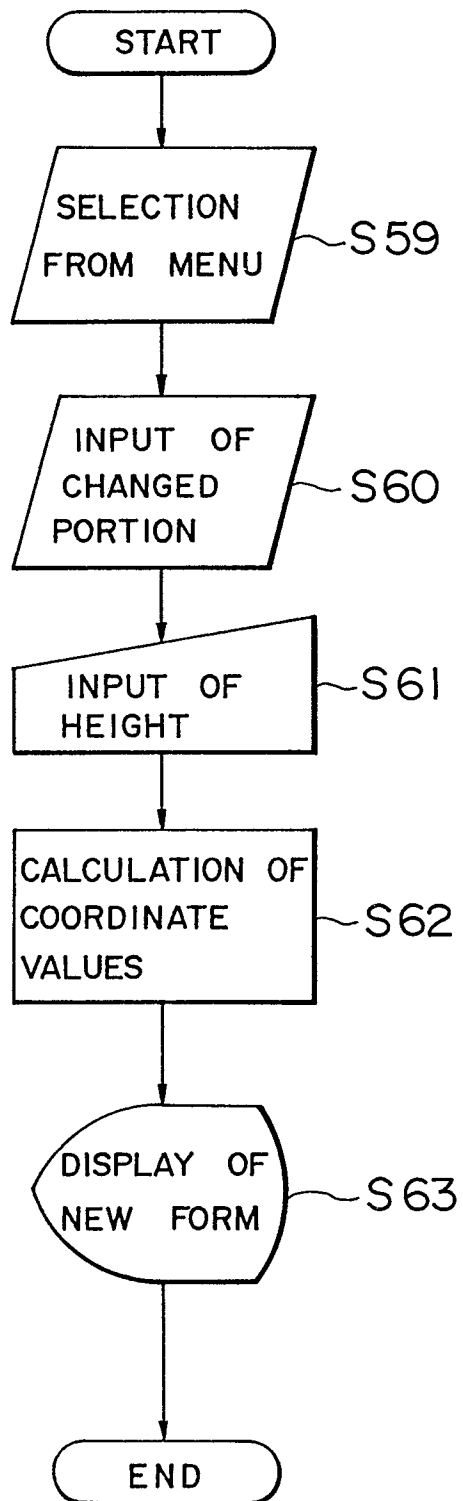 START
SELECTION
FROM MENU
S59
INPUT OF
CHANGED
PORTION
S60
INPUT OF
HEIGHT
S61
CALCULATION OF
COORDINATE
VALUES
S62
DISPLAY OF
NEW FORM
S63
END